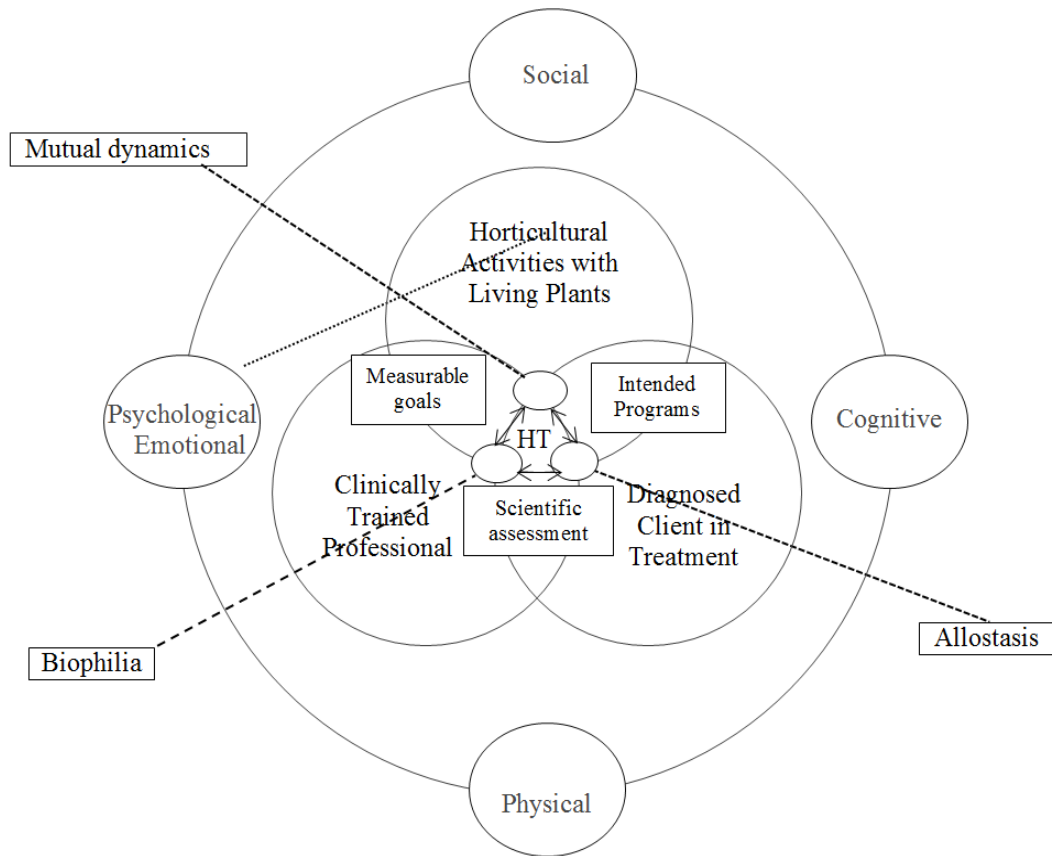 Social
Mutual dynamics
Horticultural
Activities with
Living Plants
Measurable
goals
Intended
Programs
Psychological
Emotional
Cognitive
HT
Clinically
Trained
Professional
Scientific
assessment
Diagnosed
Client in
Treatment
Biophilia
Allostasis
Physical